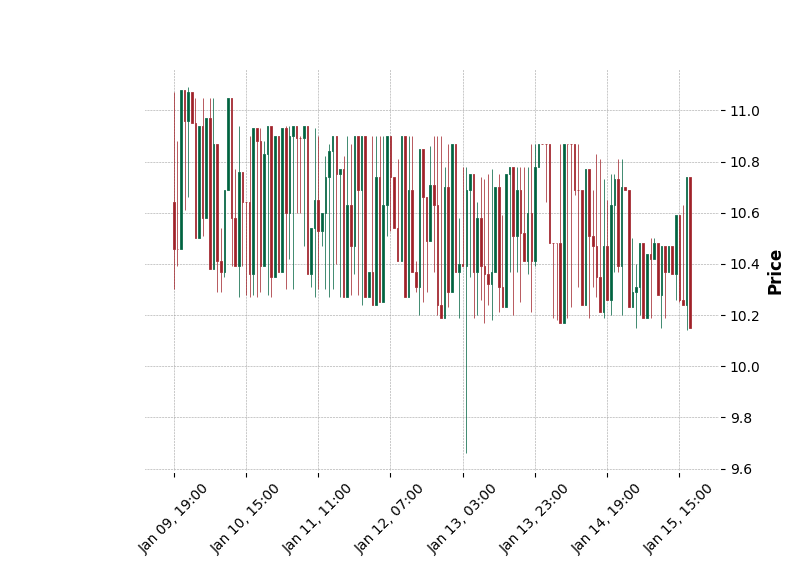 11.0
10.8
10.6
10.4
10.2
10.0
9.8
9.6
Price
Jan 09, 19:00
Jan 10, 15:00
Jan 11, 11:00
Jan 12, 07:00
Jan 13, 03:00
Jan 13, 23:00
Jan 14, 19:00
Jan 15, 15:00